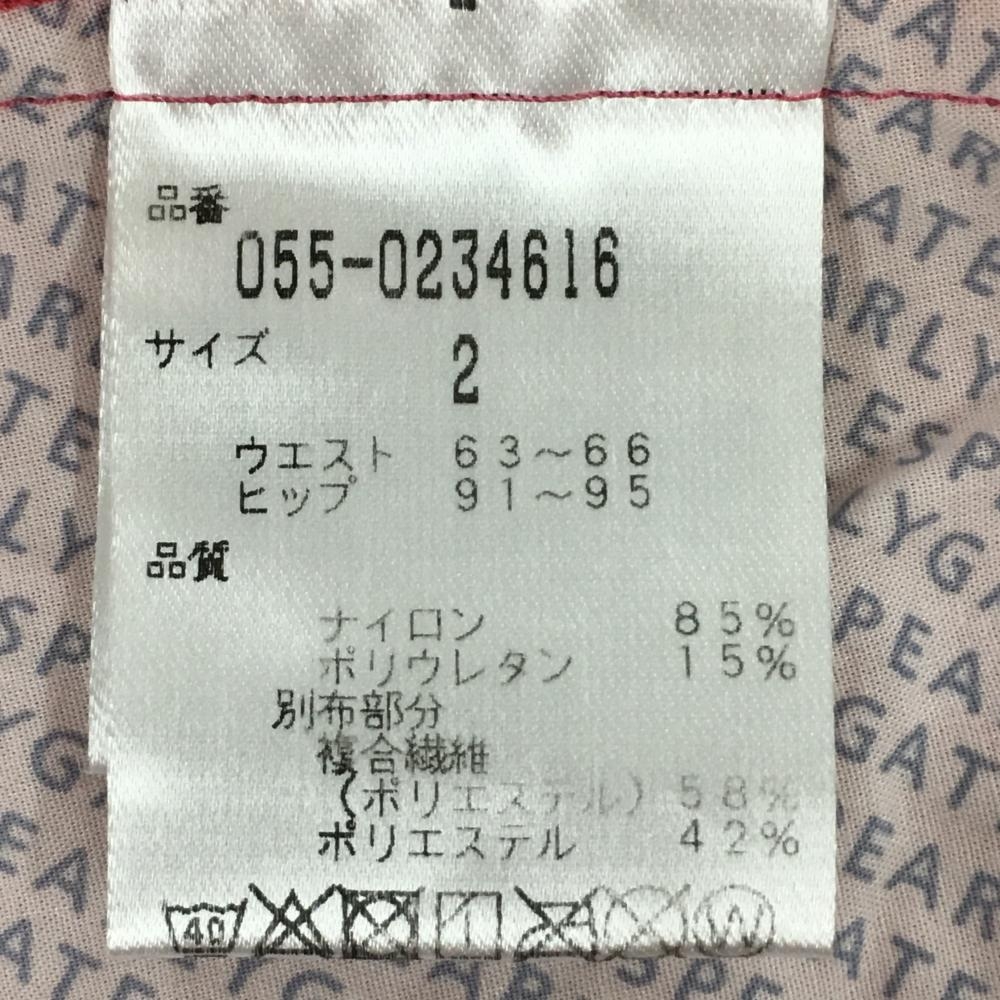 品番
055-0234616
サイズ 2
ウエスト 63～66
ヒップ 91～95
品質
ナイロン 85%
ポリウレタン 15%
別布部分
複合繊維
(ポリエステル) 58%
ポリエステル 42%
40 W